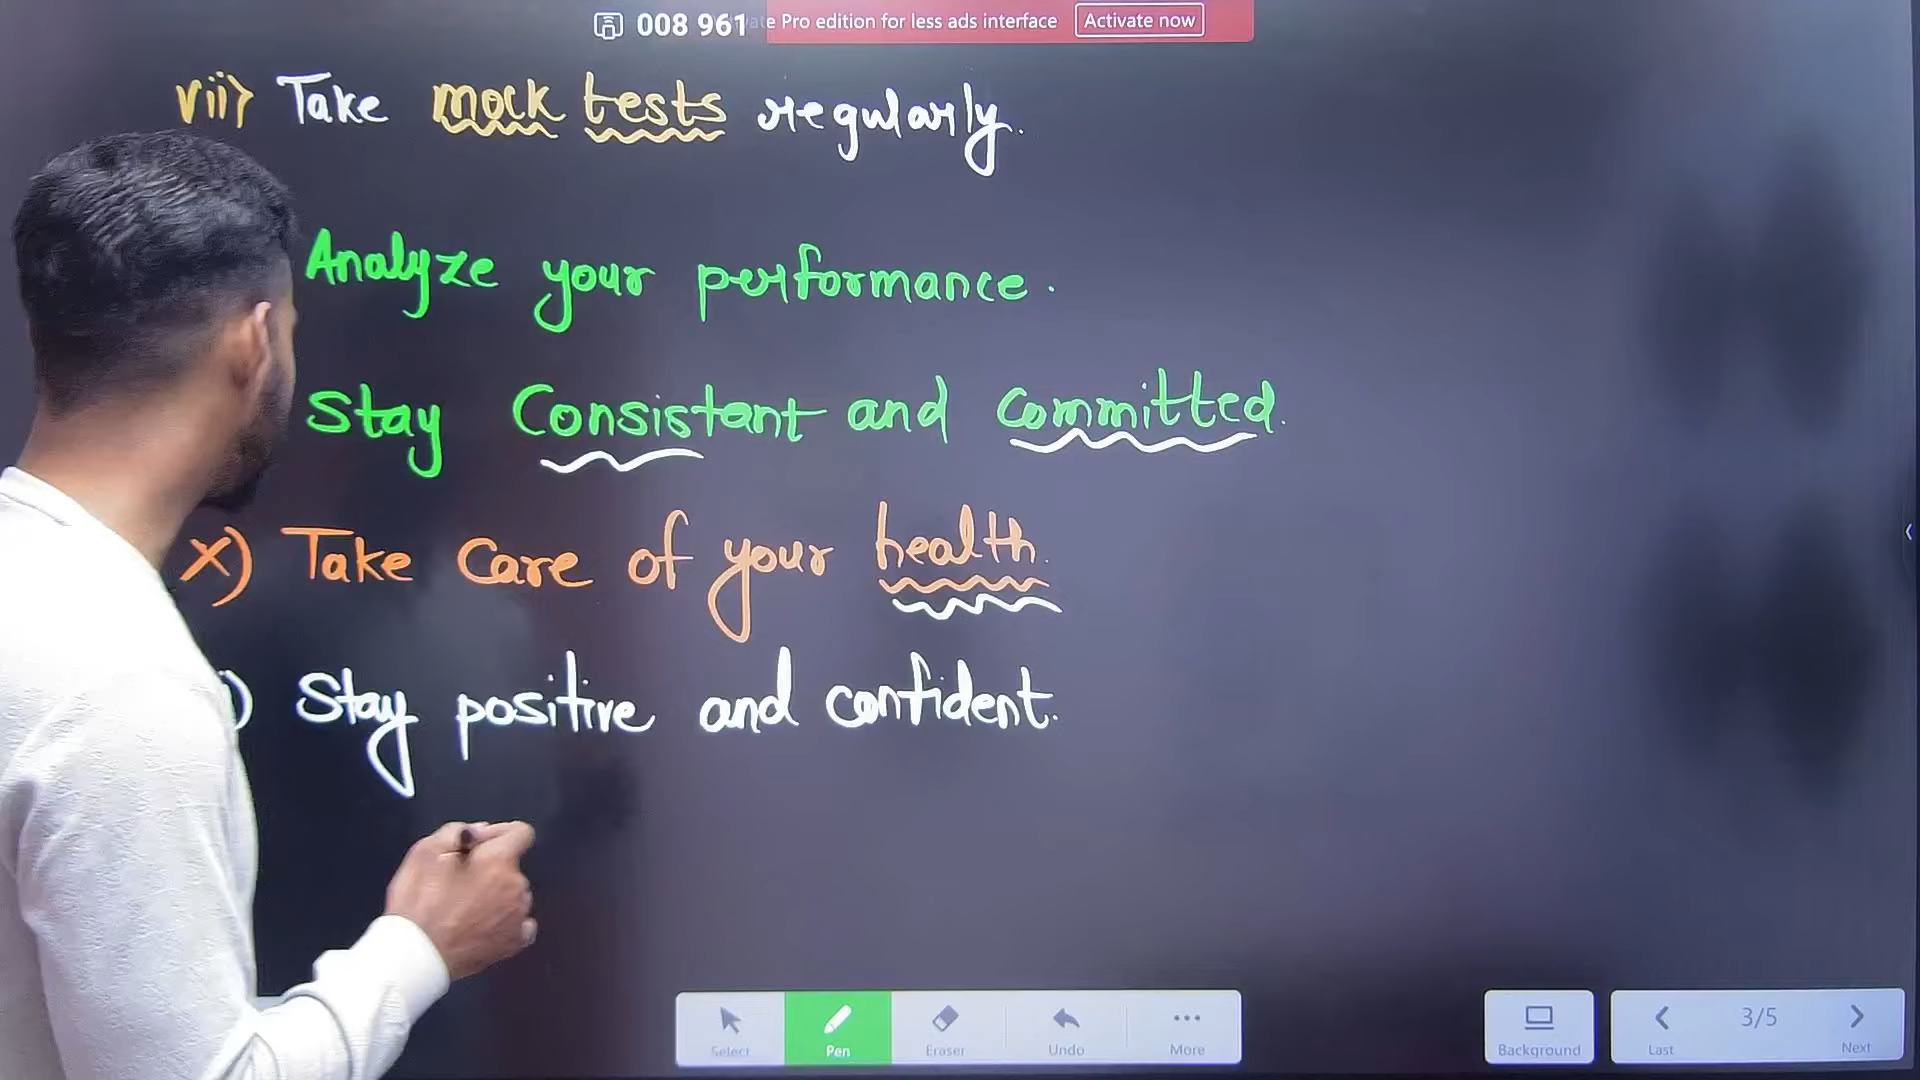 008 961 e Pro edition for less ads interface Activate now
vii) Take mock tests regularly.
Analyze your performance.
Stay Consistant and committed.
x) Take Care of your health.
) Stay positive and confident.
Select Pen Eraser Undo More Background Last 3/5 Next